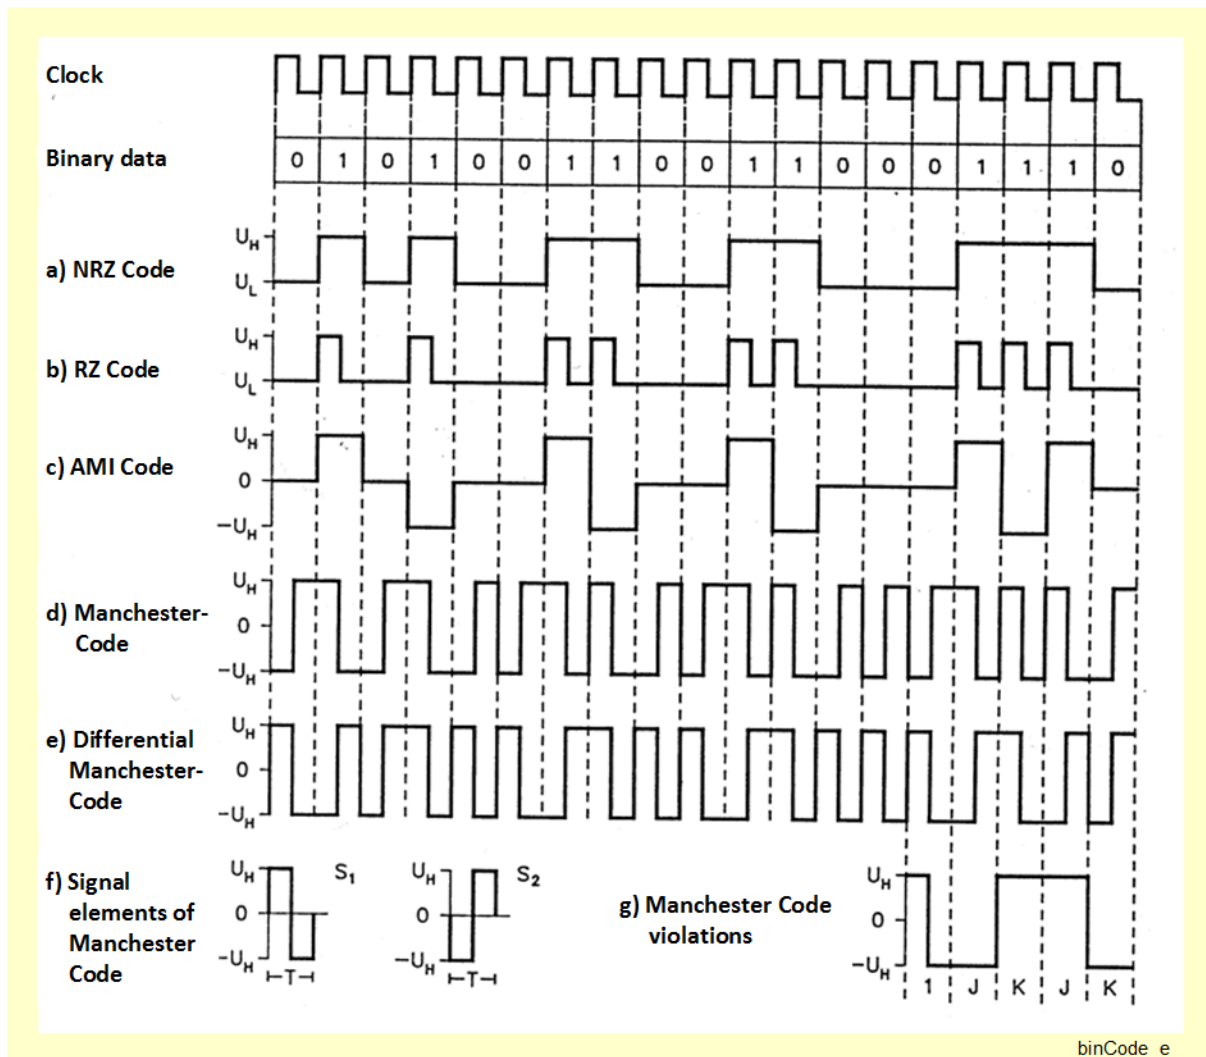 Clock
Binary data
0 1 0 1 0 0 1 1 0 0 1 1 0 0 0 1 1 1 0
U_H
a) NRZ Code
U_L
U_H
b) RZ Code
U_L
U_H
c) AMI Code
0
-U_H
U_H
d) Manchester-
0
Code
-U_H
U_H
e) Differential
Manchester-
0
Code
-U_H
f) Signal
elements of
Manchester
Code
U_H
S_1
0
-U_H
T
U_H
S_2
0
-U_H
T
g) Manchester Code
violations
U_H
0
-U_H
1 J K J K
binCode_e